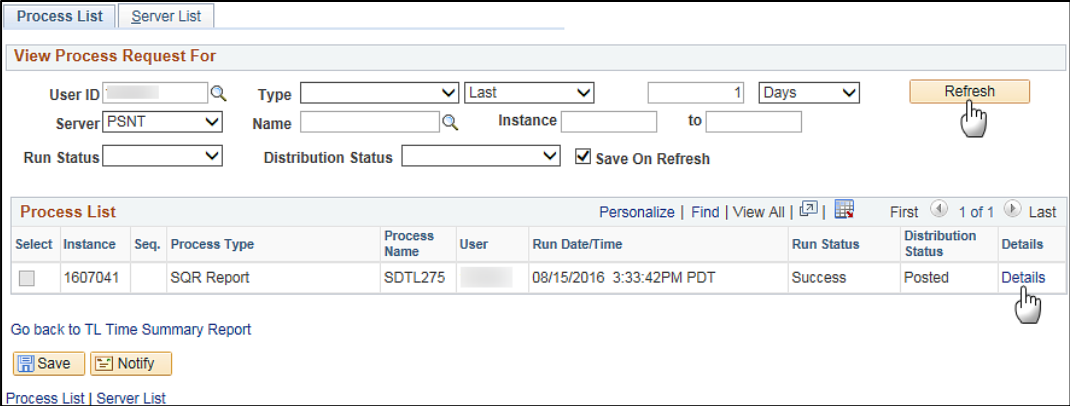 Process List Server List
View Process Request For
User ID Type Last 1 Days Refresh
Server PSNT Name Instance to
Run Status Distribution Status Save On Refresh
Process List Personalize | Find | View All | | First 1 of 1 Last
Select Instance Seq. Process Type Process Name User Run Date/Time Run Status Distribution Status Details
1607041 SQR Report SDTL275 08/15/2016 3:33:42PM PDT Success Posted Details
Go back to TL Time Summary Report
Save Notify
Process List | Server List